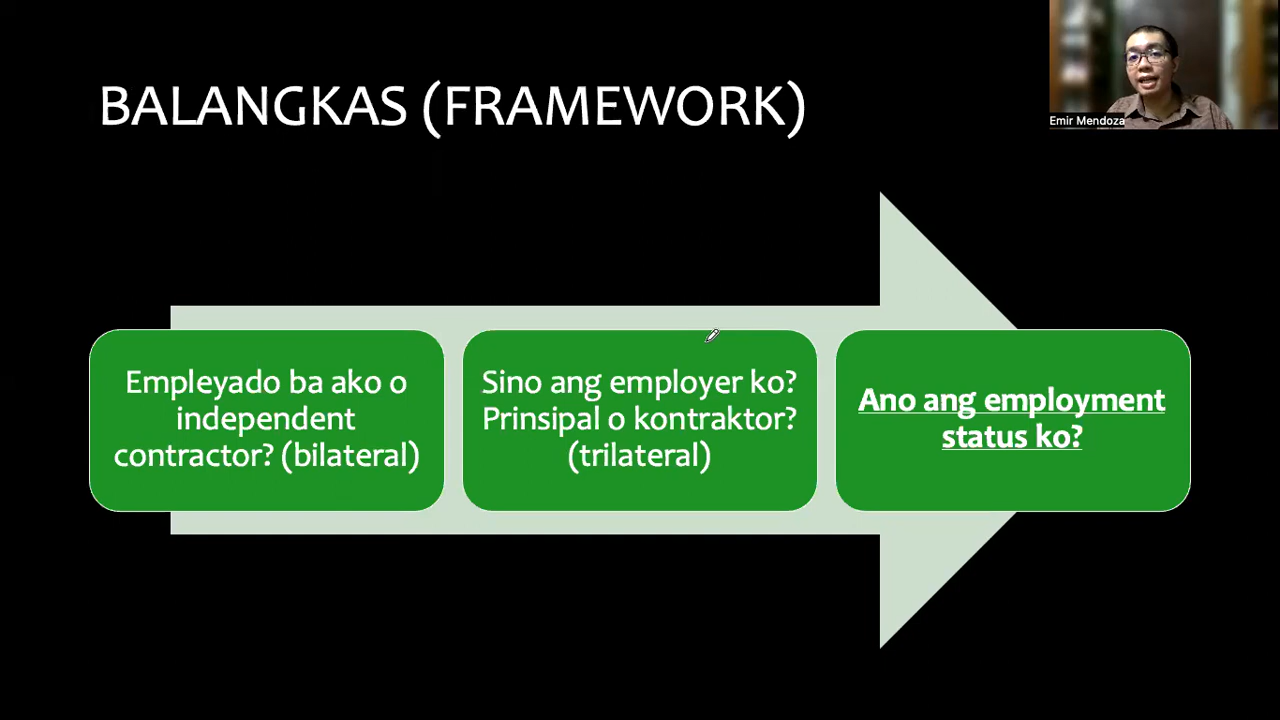 BALANGKAS (FRAMEWORK)
Emir Mendoza
Empleyado ba ako o
independent
contractor? (bilateral)
Sino ang employer ko?
Prinsipal o kontraktor?
(trilateral)
Ano ang employment
status ko?